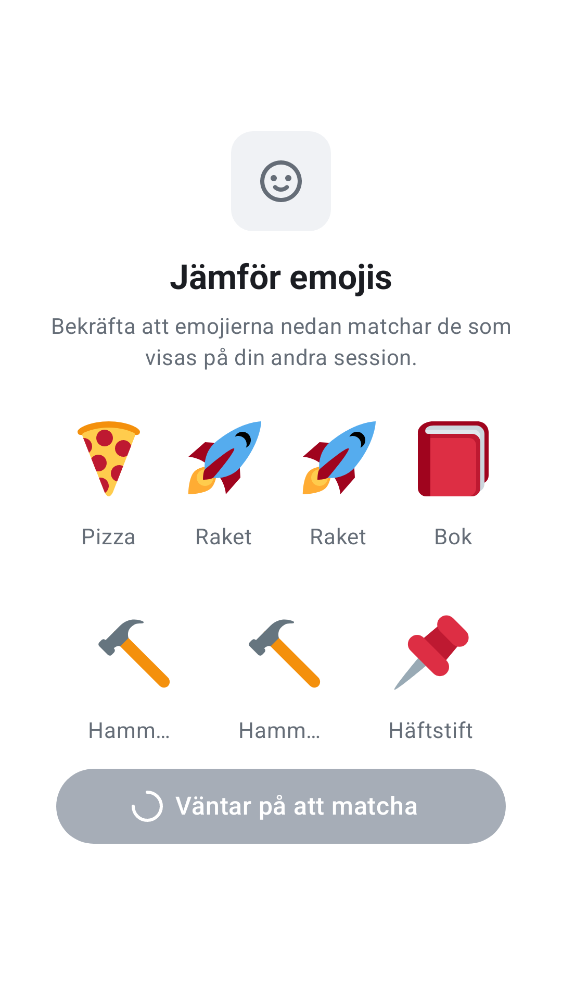 Jämför emojis
Bekräfta att emojierna nedan matchar de som
visas på din andra session.
Pizza Raket Raket Bok
Hamm… Hamm… Häftstift
Väntar på att matcha